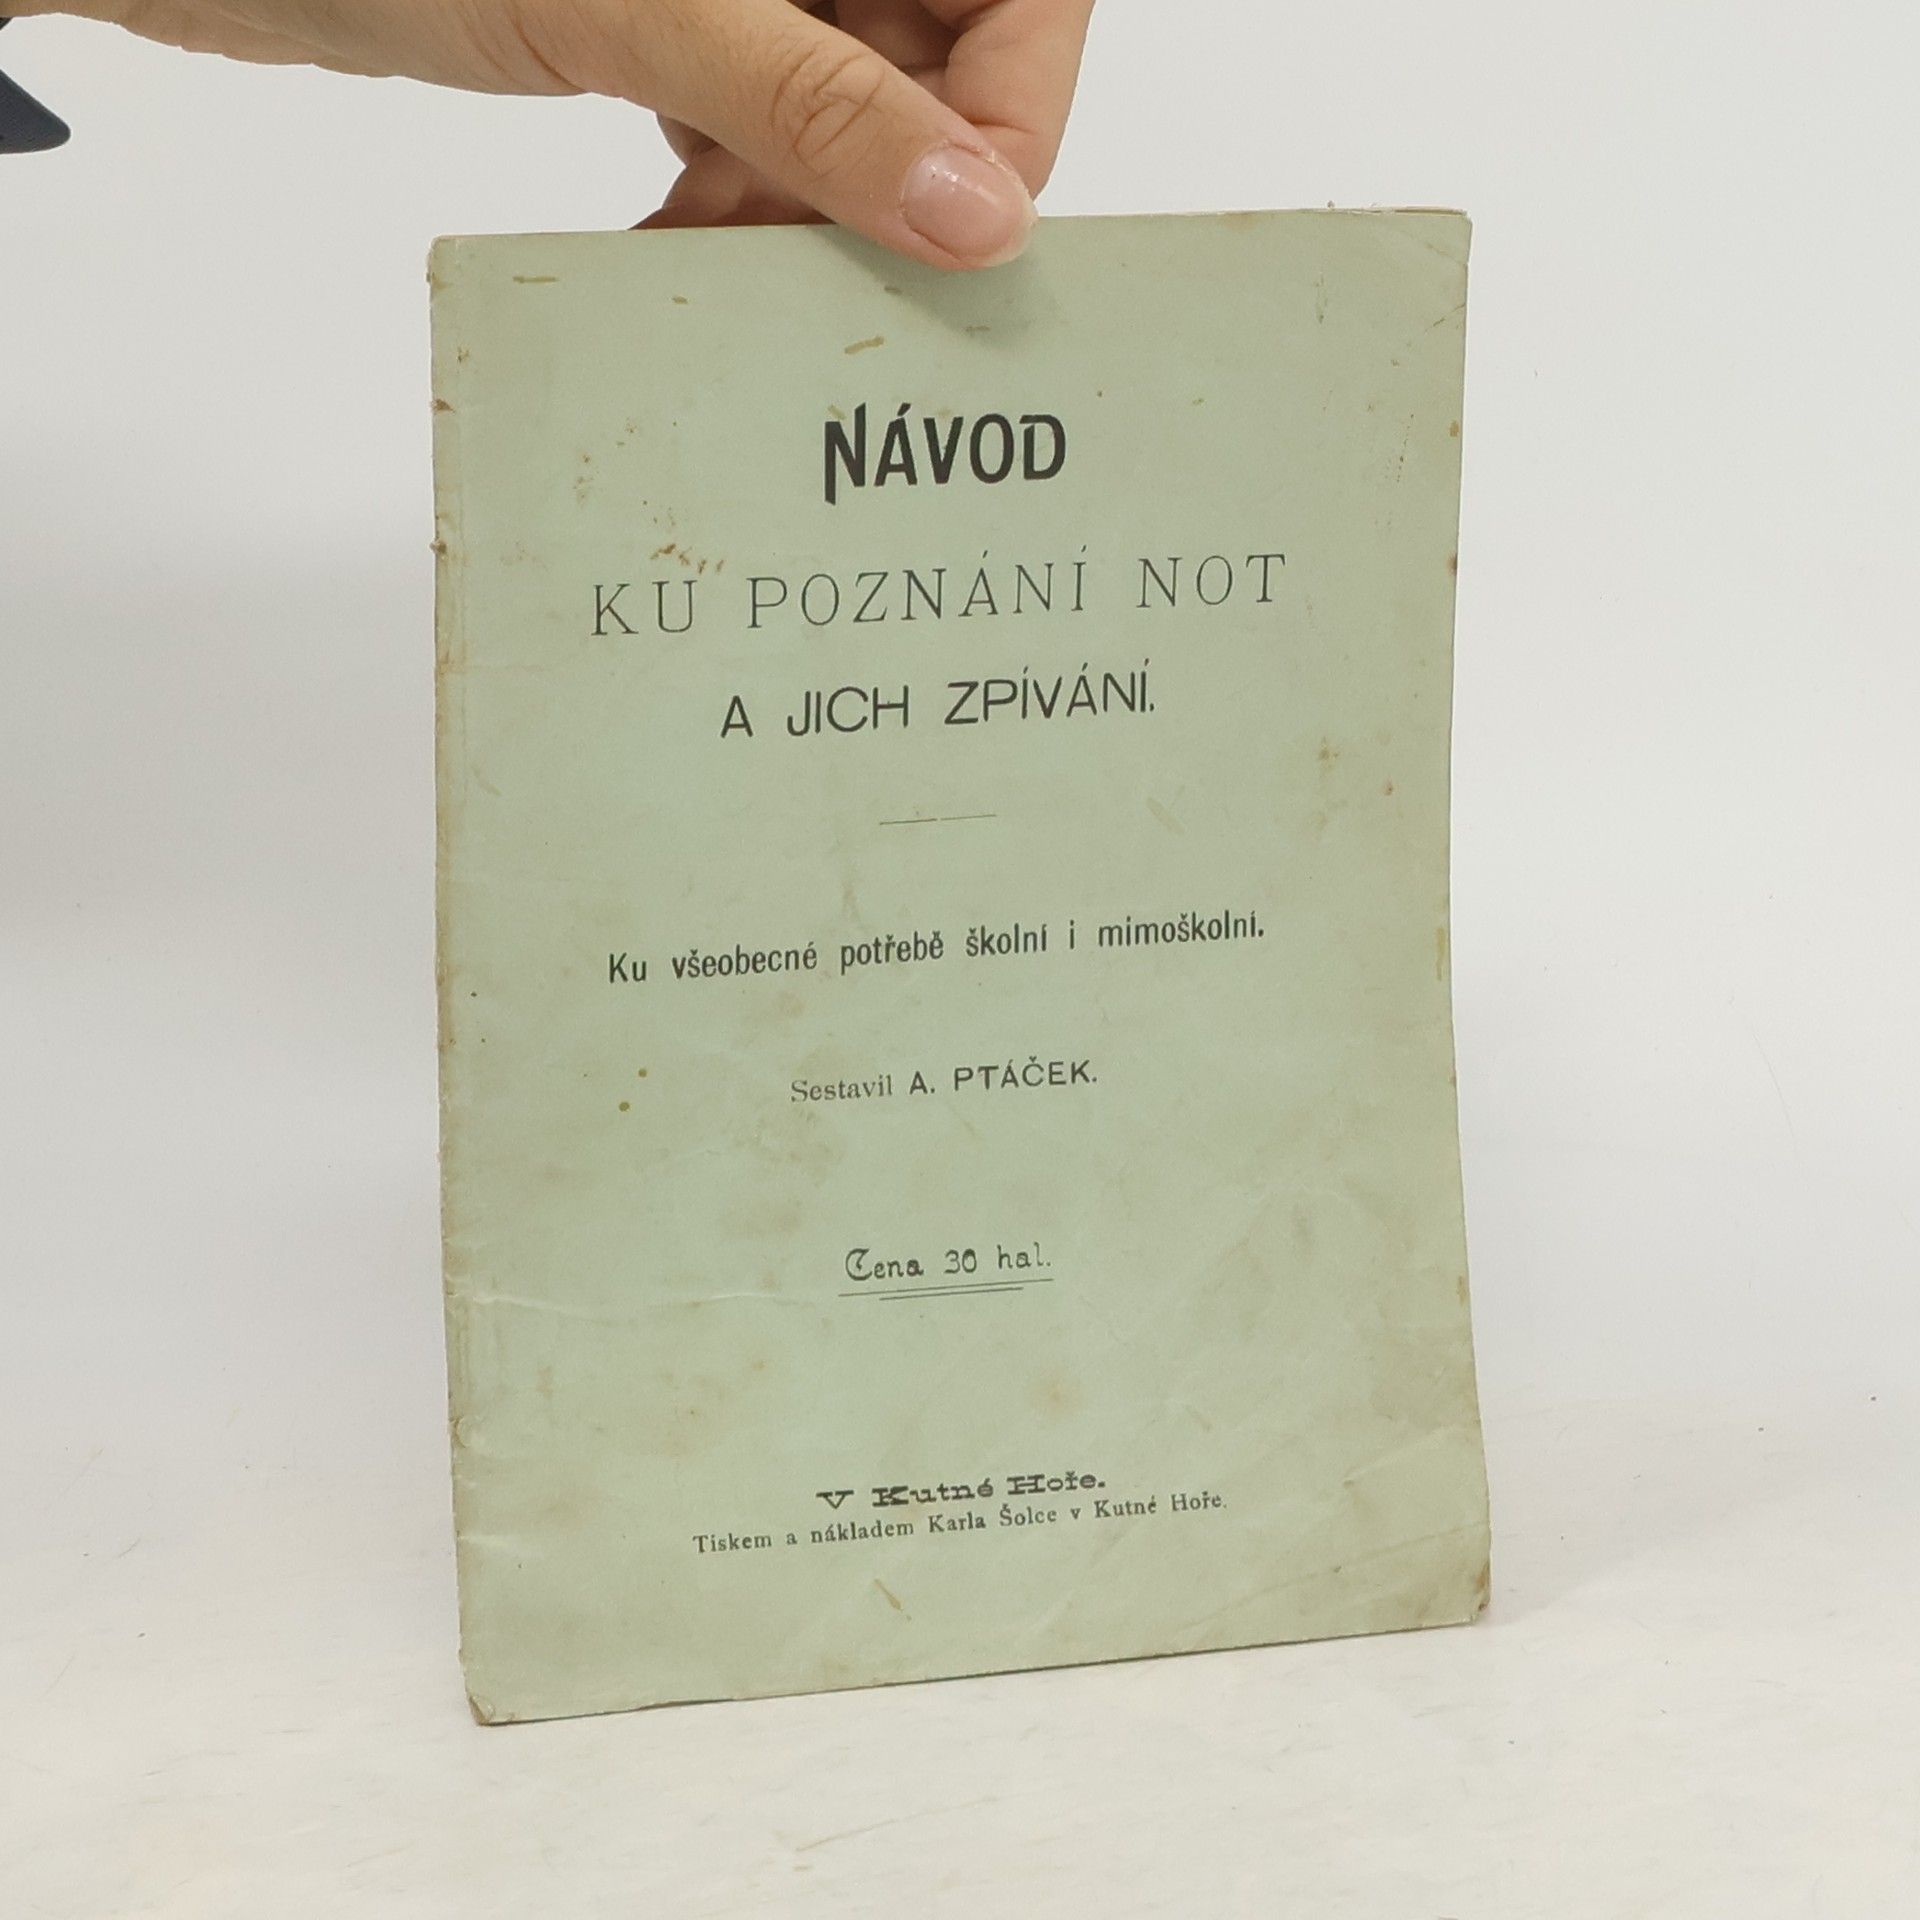 NÁVOD
KU POZNÁNÍ NOT
A JICH ZPÍVÁNÍ.
Ku všeobecné potřebě školní i mimoškolní.
Sestavil A. PTÁČEK.
Cena 30 hal.
V Kutné Hoře.
Tiskem a nákladem Karla Šolce v Kutné Hoře.